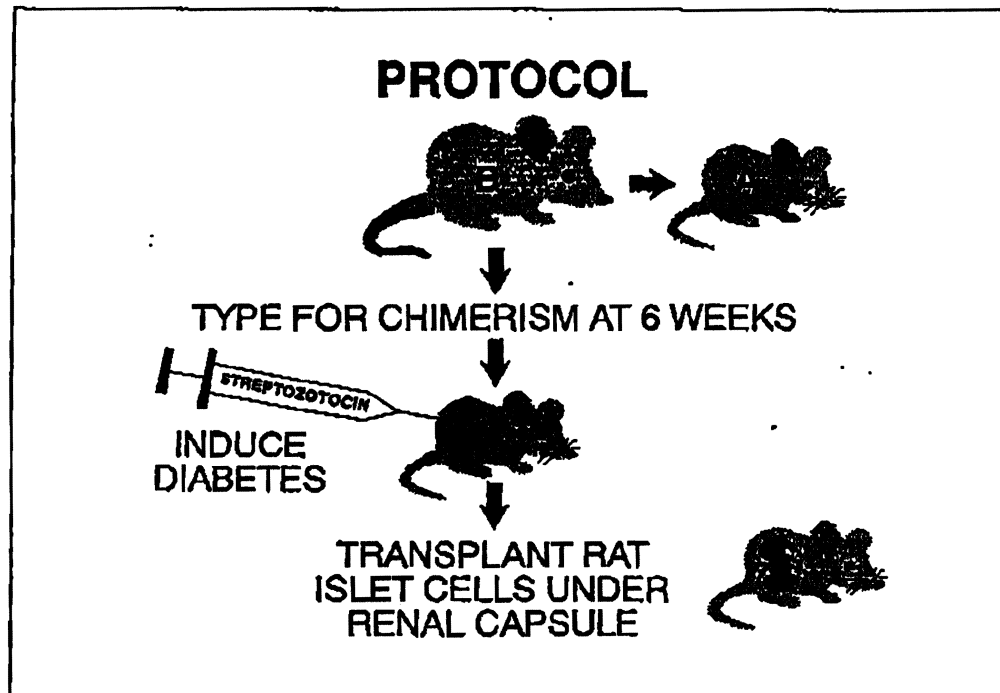 PROTOCOL
TYPE FOR CHIMERISM AT 6 WEEKS
STREPTOZOTOCIN
INDUCE
DIABETES
TRANSPLANT RAT
ISLET CELLS UNDER
RENAL CAPSULE